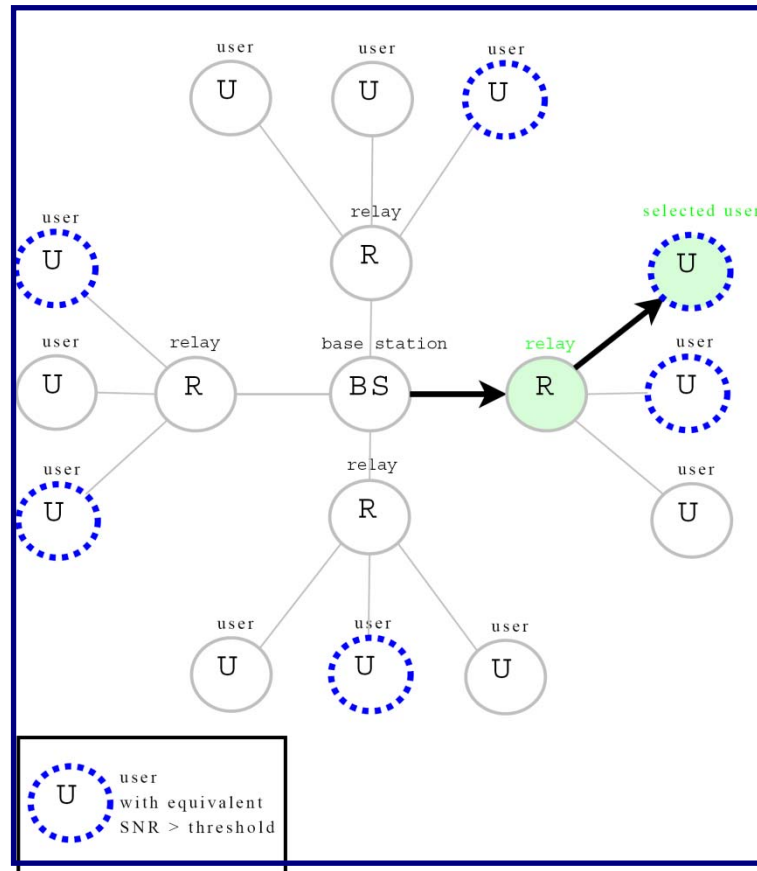 user
user
user
U
U
U
user
relay
selected user
U
R
U
user
relay
base station
relay
user
U
R
BS
R
U
user
relay
user
U
R
U
user
user
user
U
U
U
U
user
with equivalent
SNR > threshold